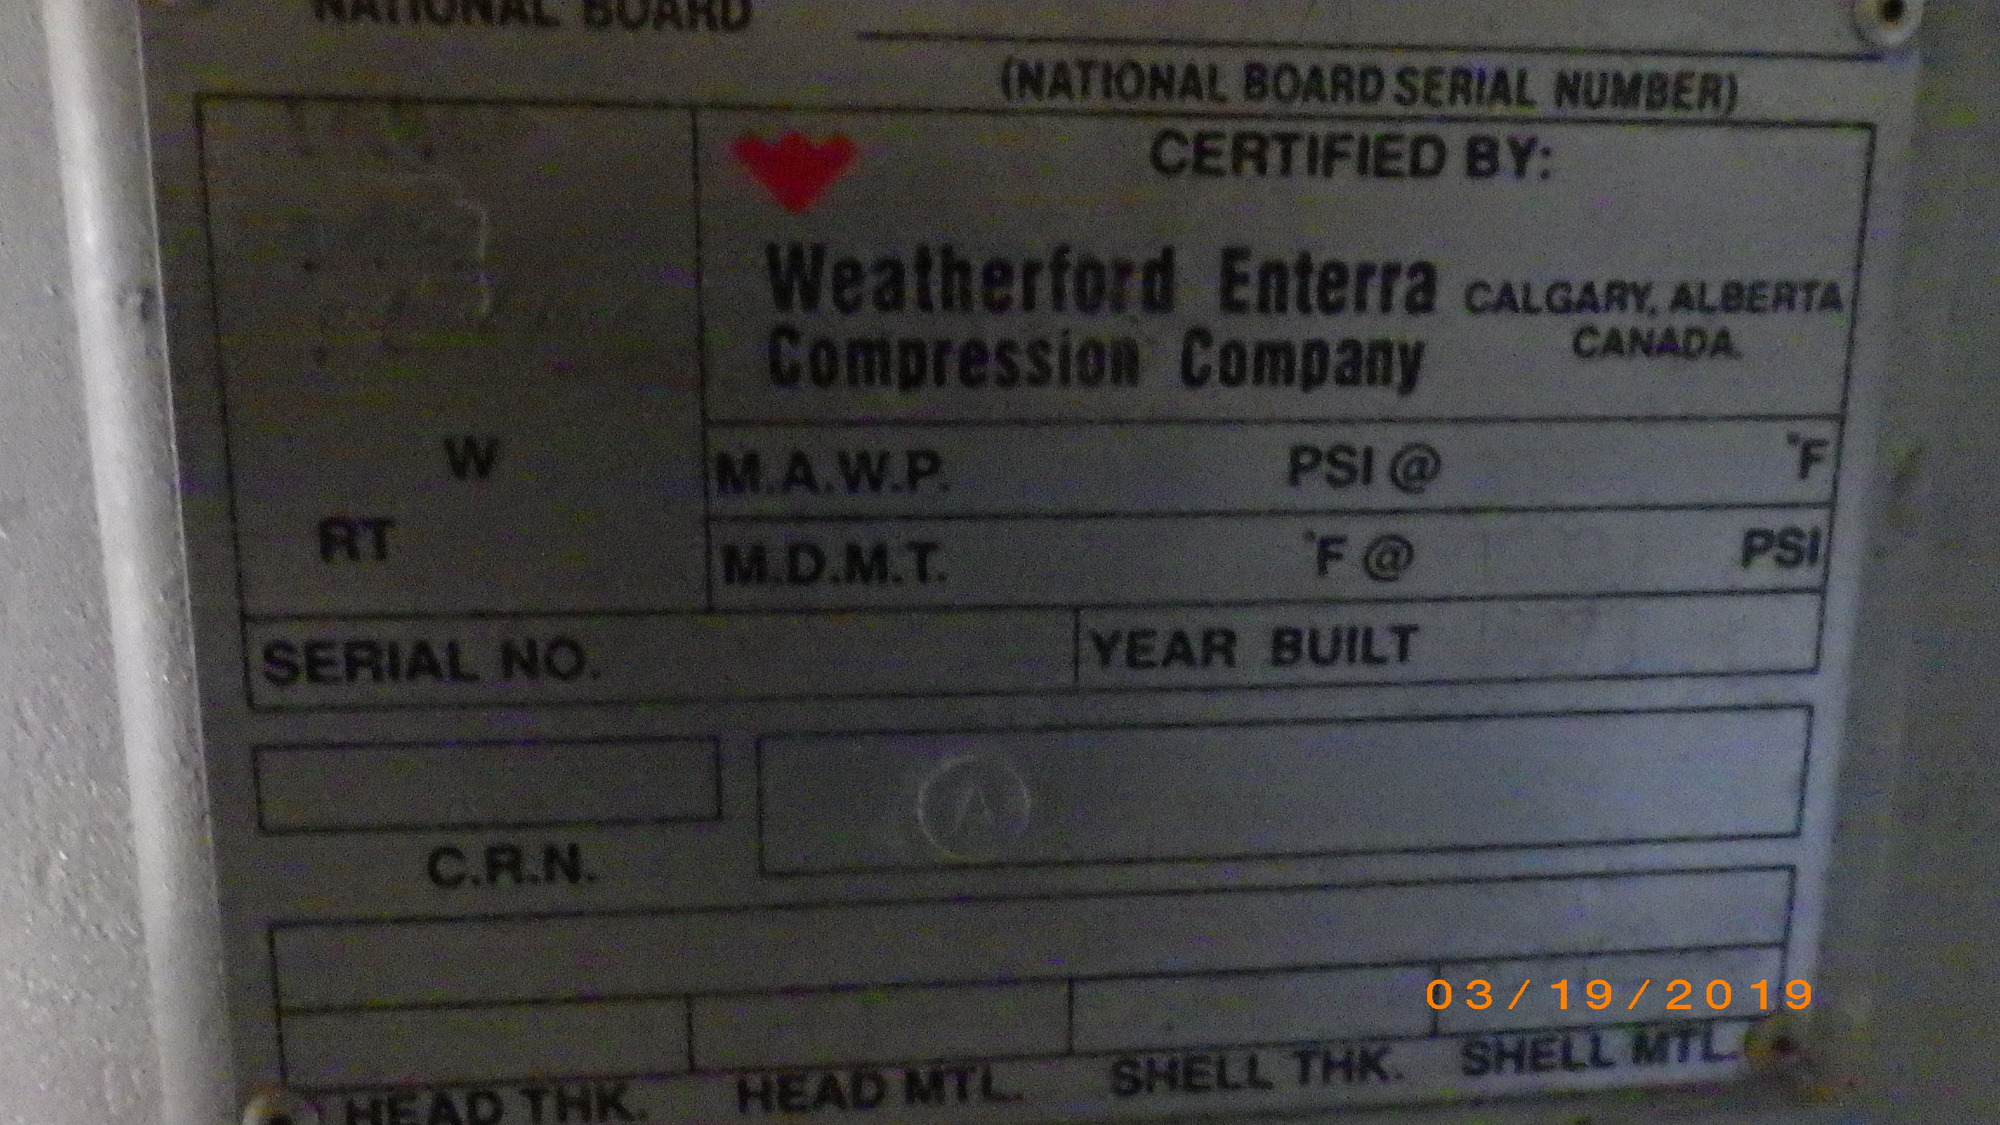 NATIONAL BOARD
(NATIONAL BOARD SERIAL NUMBER)
CERTIFIED BY:
Weatherford Enterra
Compression Company
CALGARY, ALBERTA
CANADA.
W
RT
M.A.W.P. PSI @ °F
M.D.M.T. °F @ PSI
SERIAL NO. YEAR BUILT
A
C.R.N.
03/19/2019
HEAD THK. HEAD MTL. SHELL THK. SHELL MTL.